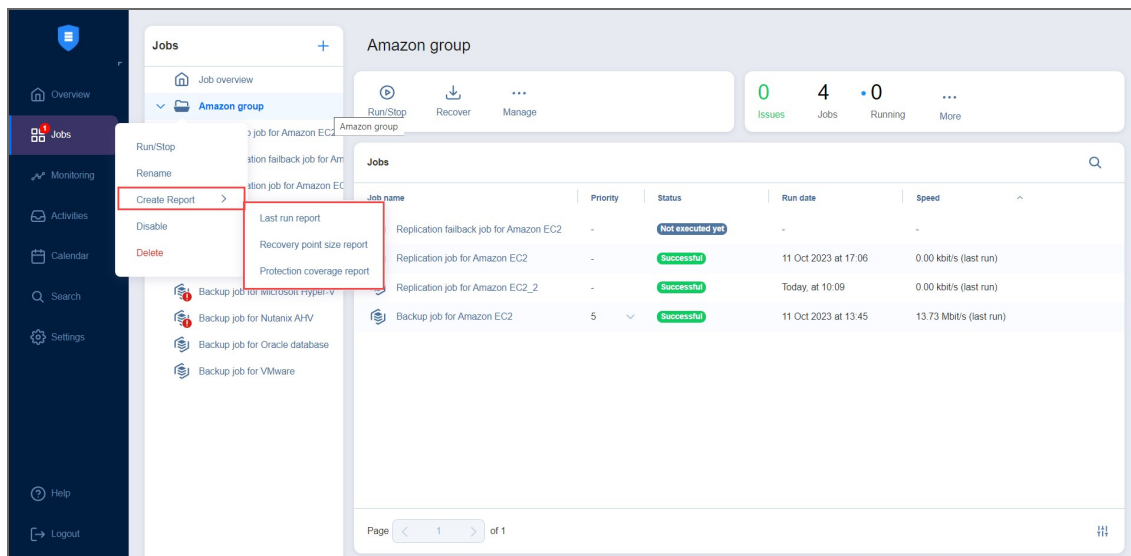 Overview
1
Jobs
Monitoring
Activities
Calendar
Search
Settings
Help
Logout
Jobs
+
Job overview
Amazon group
job for Amazon EC2
failback job for Am
job for Amazon EC
Backup job for Microsoft Hyper-V
Backup job for Nutanix AHV
Backup job for Oracle database
Backup job for VMware
Run/Stop
Rename
Create Report >
Disable
Delete
Last run report
Recovery point size report
Protection coverage report
Amazon group
Run/Stop
Recover
Manage
Amazon group
0
Issues
4
Jobs
0
Running
More
Jobs
Job name Priority Status Run date Speed
Replication failback job for Amazon EC2 - Not executed yet - -
Replication job for Amazon EC2 - Successful 11 Oct 2023 at 17:06 0.00 kbit/s (last run)
Replication job for Amazon EC2_2 - Successful Today, at 10:09 0.00 kbit/s (last run)
Backup job for Amazon EC2 5 Successful 11 Oct 2023 at 13:45 13.73 Mbit/s (last run)
Page < 1 > of 1